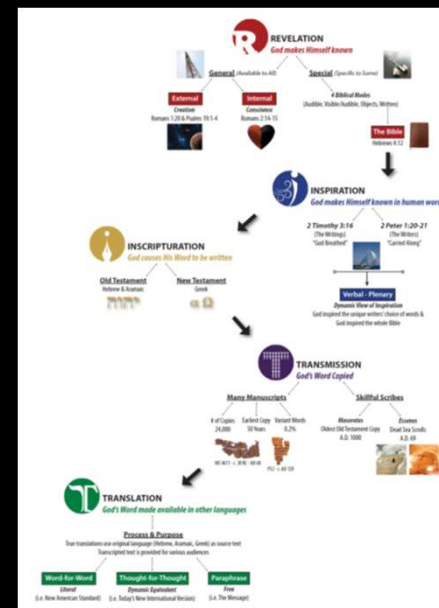 REVELATION
God makes Himself known
General (Available to All)
Special (Specific to Some)
External
Creation
Romans 1:20 & Psalms 19:1-4
Internal
Conscience
Romans 2:14-15
4 Biblical Modes
(Audible, Visible/Audible, Objects, Written)
The Bible
Hebrews 4:12
INSPIRATION
God makes Himself known in human
2 Timothy 3:16
(The Writings)
"God Breathed"
2 Peter 1:20-21
(The Writers)
"Carried Along"
Verbal - Plenary
Dynamic View of Inspiration
God inspired the unique writers' choice of words &
God inspired the whole Bible
INSCRIPTURATION
God causes His Word to be written
Old Testament
Hebrew & Aramaic
New Testament
Greek
α Ω
TRANSMISSION
God's Word Copied
Many Manuscripts
Skillful Scribes
# of Copies
24,000
Earliest Copy
50 Years
Variant Words
0.2%
Masoretes
Oldest Old Testament Copy
A.D. 1000
Essenes
Dead Sea Scrolls
A.D. 69
TRANSLATION
God's Word made available in other languages
Process & Purpose
True translations use original language (Hebrew, Aramaic, Greek) as source text
Transcripted text is provided for various audiences
Word-for-Word
Literal
(i.e. New American Standard)
Thought-for-Thought
Dynamic Equivalent
(i.e. Today's New International Version)
Paraphrase
Free
(i.e. The Message)